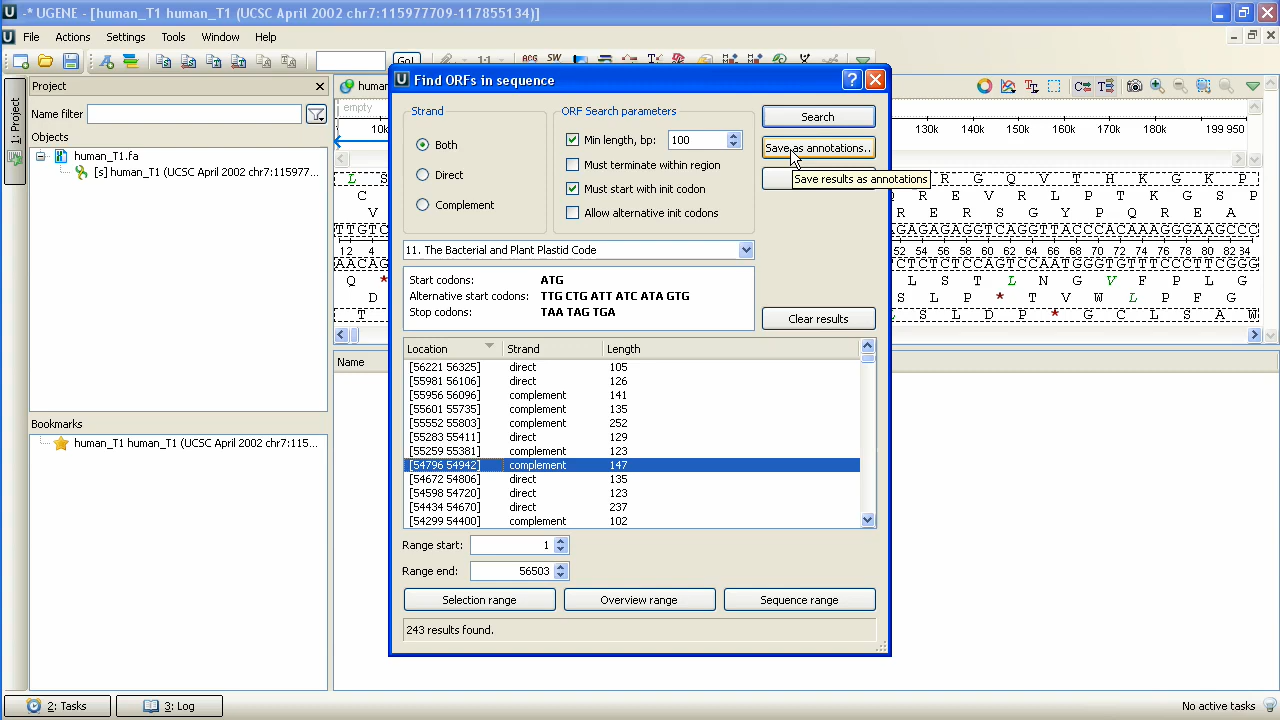 -* UGENE - [human_T1 human_T1 (UCSC April 2002 chr7:115977709-117855134)]
File Actions Settings Tools Window Help
Go!
Project
Name filter
Objects
human_T1.fa
[s] human_T1 (UCSC April 2002 chr7:115977...
Bookmarks
human_T1 human_T1 (UCSC April 2002 chr7:115...
1: Project
empty
130k 140k 150k 160k
Name
Find ORFs in sequence
Strand
Both
Direct
Complement
ORF Search parameters
Min length, bp: 100
Must terminate within region
Must start with init codon
Allow alternative init codons
Search
Save as annotations..
Save results as annotations
11. The Bacterial and Plant Plastid Code
Start codons: ATG
Alternative start codons: TTG CTG ATT ATC ATA GTG
Stop codons: TAA TAG TGA
Clear results
Location Strand Length
[56221 56325] direct 105
[55981 56106] direct 126
[55956 56096] complement 141
[55601 55735] complement 135
[55552 55803] complement 252
[55283 55411] direct 129
[55259 55381] complement 123
[54796 54942] complement 147
[54672 54806] direct 135
[54598 54720] direct 123
[54434 54670] direct 237
[54299 54400] complement 102
Range start: 1
Range end: 56503
Selection range Overview range Sequence range
243 results found.
2: Tasks 3: Log No active tasks